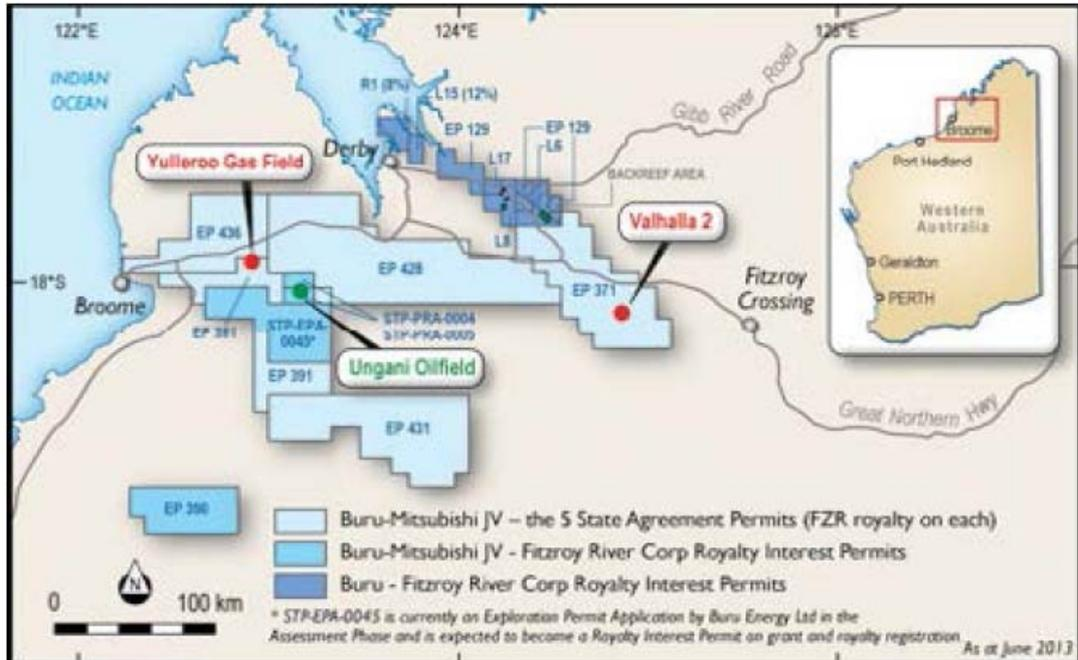 122°E
124°E
126°E
INDIAN
OCEAN
R1 (8%)
L15 (12%)
EP 129
EP 129
L6
L17
Gibb River Road
Derby
BACKREEF AREA
Yulleroo Gas Field
Valhalla 2
L8
EP 436
EP 428
EP 371
18°S
Broome
Fitzroy
Crossing
EP 391
STP-EPA
-0045*
STP-PRA-0004
STP-PRA-0005
Ungani Oilfield
EP 391
EP 431
Great Northern Hwy
EP 390
Broome
Port Hedland
Western
Australia
Geraldton
PERTH
Buru-Mitsubishi JV – the 5 State Agreement Permits (FZR royalty on each)
Buru-Mitsubishi JV - Fitzroy River Corp Royalty Interest Permits
Buru - Fitzroy River Corp Royalty Interest Permits
N
0 100 km
* STP-EPA-0045 is currently an Exploration Permit Application by Buru Energy Ltd in the
Assessment Phase and is expected to become a Royalty Interest Permit on grant and royalty registration
As at June 2013